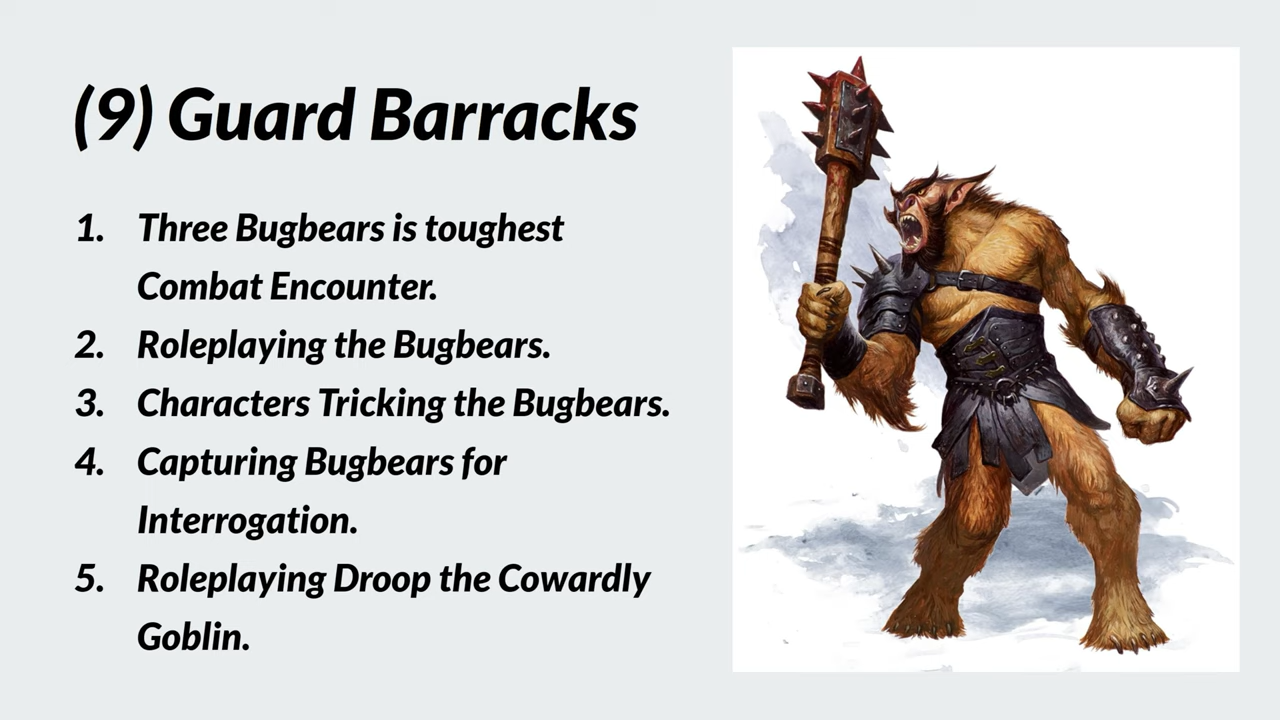 (9) Guard Barracks
1. Three Bugbears is toughest
Combat Encounter.
2. Roleplaying the Bugbears.
3. Characters Tricking the Bugbears.
4. Capturing Bugbears for
Interrogation.
5. Roleplaying Droop the Cowardly
Goblin.